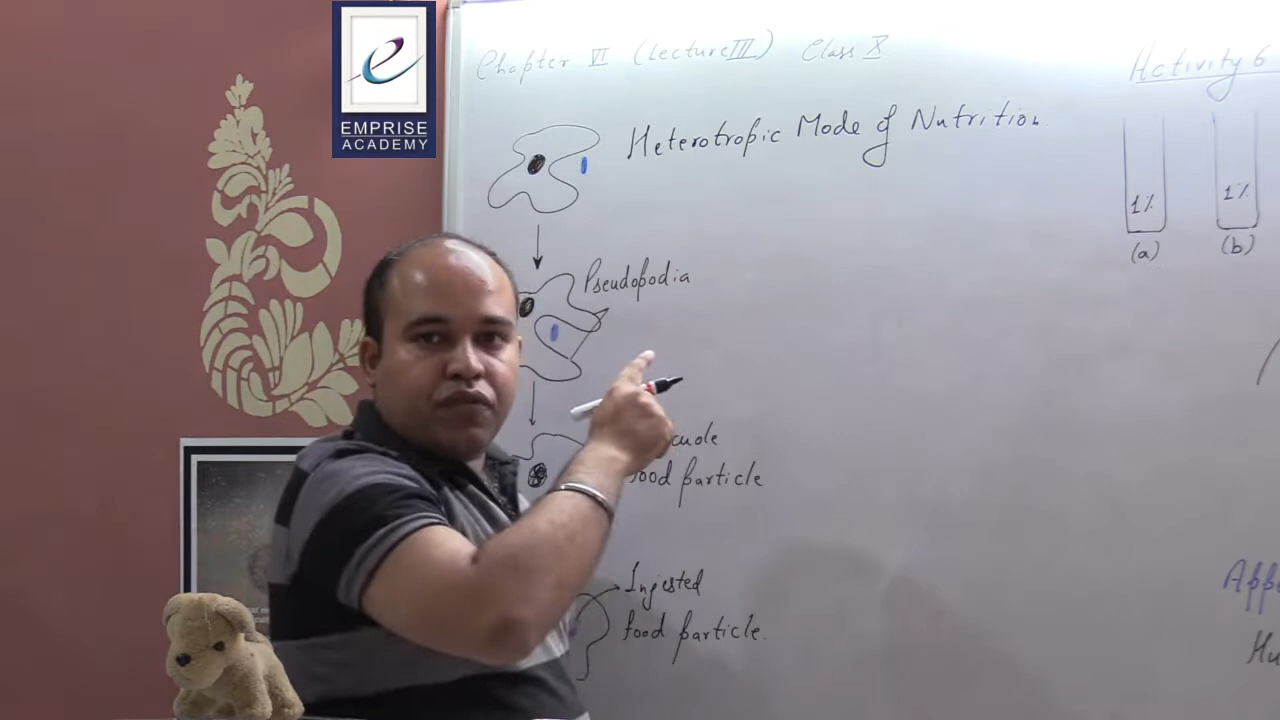 EMPRISE
ACADEMY
Chapter VI (Lecture III) Class X
Heterotropic Mode of Nutrition
Pseudopodia
food particle
Ingested
food particle.
Activity 6
1%
1%
(a)
(b)